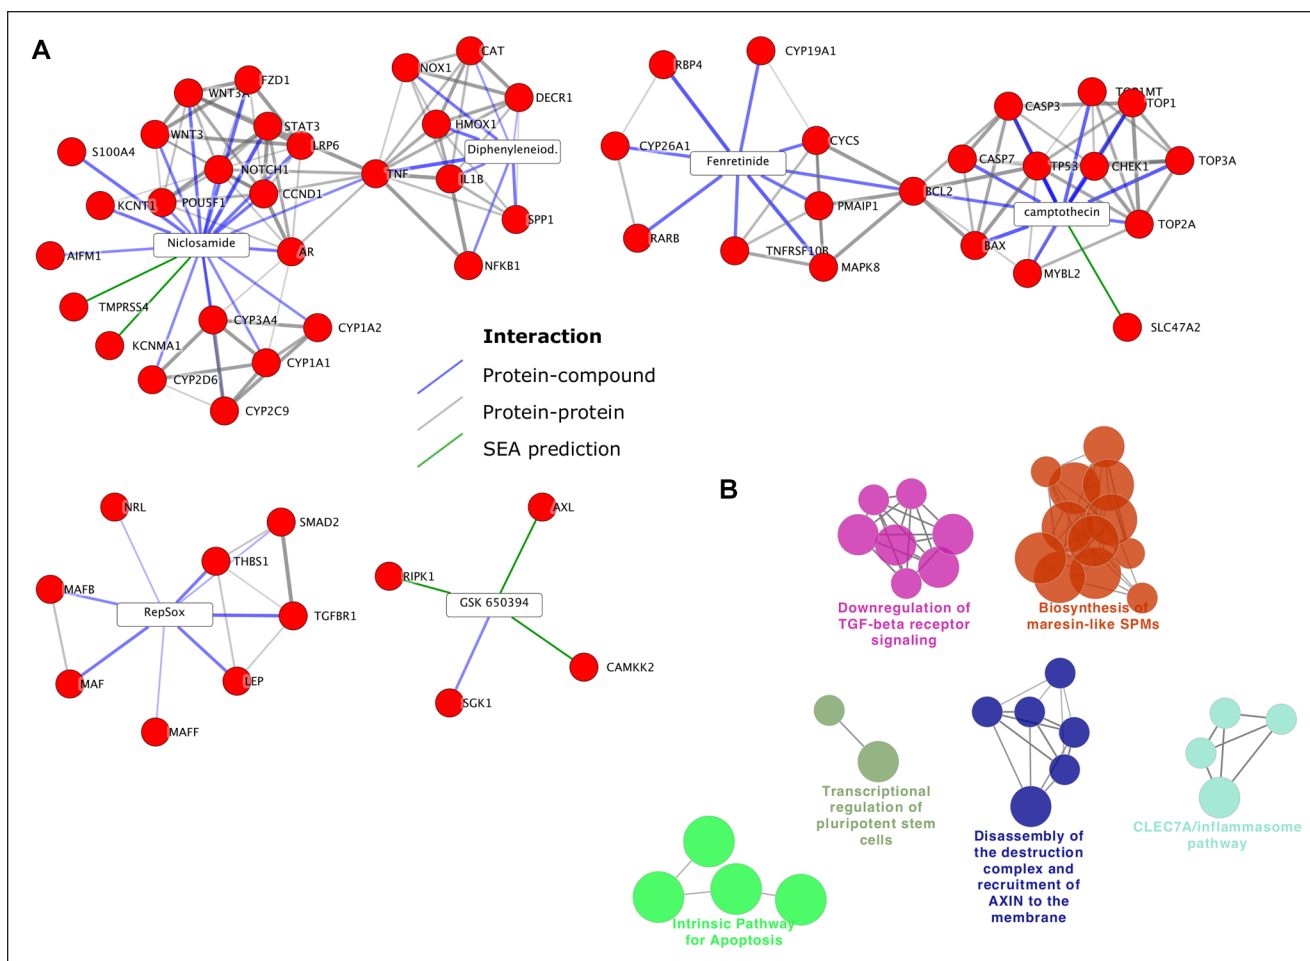 A
CAT
NOX1
DECR1
HMOX1
Diphenyleneiod.
TNF
IL1B
SPP1
NFKB1
FZD1
WNT3A
WNT3
STAT3
LRP6
S100A4
NOTCH1
CCND1
KCNT1
POU5F1
Niclosamide
AR
AIFM1
TMPRSS4
KCNMA1
CYP3A4
CYP1A2
CYP1A1
CYP2D6
CYP2C9
RBP4
CYP19A1
CYP26A1
CYCS
Fenretinide
BCL2
PMAIP1
RARB
TNFRSF10B
MAPK8
CASP3
TOP1MT
TOP1
CASP7
TP53
CHEK1
TOP3A
camptothecin
TOP2A
BAX
MYBL2
SLC47A2
Interaction
Protein-compound
Protein-protein
SEA prediction
NRL
SMAD2
THBS1
MAFB
RepSox
TGFBR1
MAF
LEP
MAFF
AXL
RIPK1
GSK 650394
CAMKK2
SGK1
B
Downregulation of
TGF-beta receptor
signaling
Biosynthesis of
maresin-like SPMs
Transcriptional
regulation of
pluripotent stem
cells
Disassembly of
the destruction
complex and
recruitment of
AXIN to the
membrane
CLEC7A/inflammasome
pathway
Intrinsic Pathway
for Apoptosis